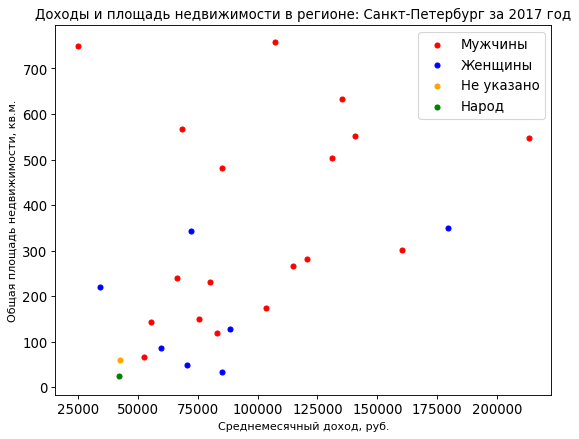 Доходы и площадь недвижимости в регионе: Санкт-Петербург за 2017 год
Мужчины
Женщины
Не указано
Народ
Общая площадь недвижимости, кв.м.
700
600
500
400
300
200
100
0
25000 50000 75000 100000 125000 150000 175000 200000
Среднемесячный доход, руб.